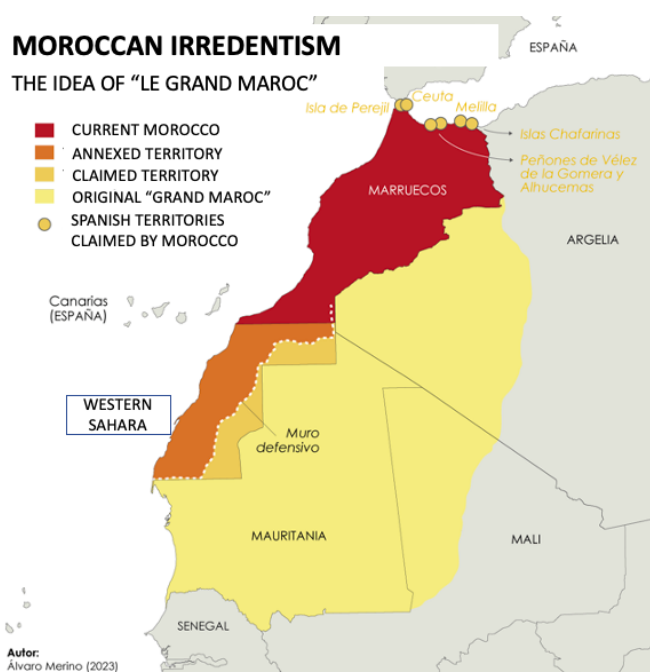 MOROCCAN IRREDENTISM
THE IDEA OF “LE GRAND MAROC”
CURRENT MOROCCO
ANNEXED TERRITORY
CLAIMED TERRITORY
ORIGINAL “GRAND MAROC”
SPANISH TERRITORIES
CLAIMED BY MOROCCO
ESPAÑA
Isla de Perejil
Ceuta
Melilla
Islas Chafarinas
Peñones de Vélez
de la Gomera y
Alhucemas
MARRUECOS
ARGELIA
Canarias
(ESPAÑA)
WESTERN
SAHARA
Muro
defensivo
MAURITANIA
MALI
SENEGAL
Autor:
Álvaro Merino (2023)